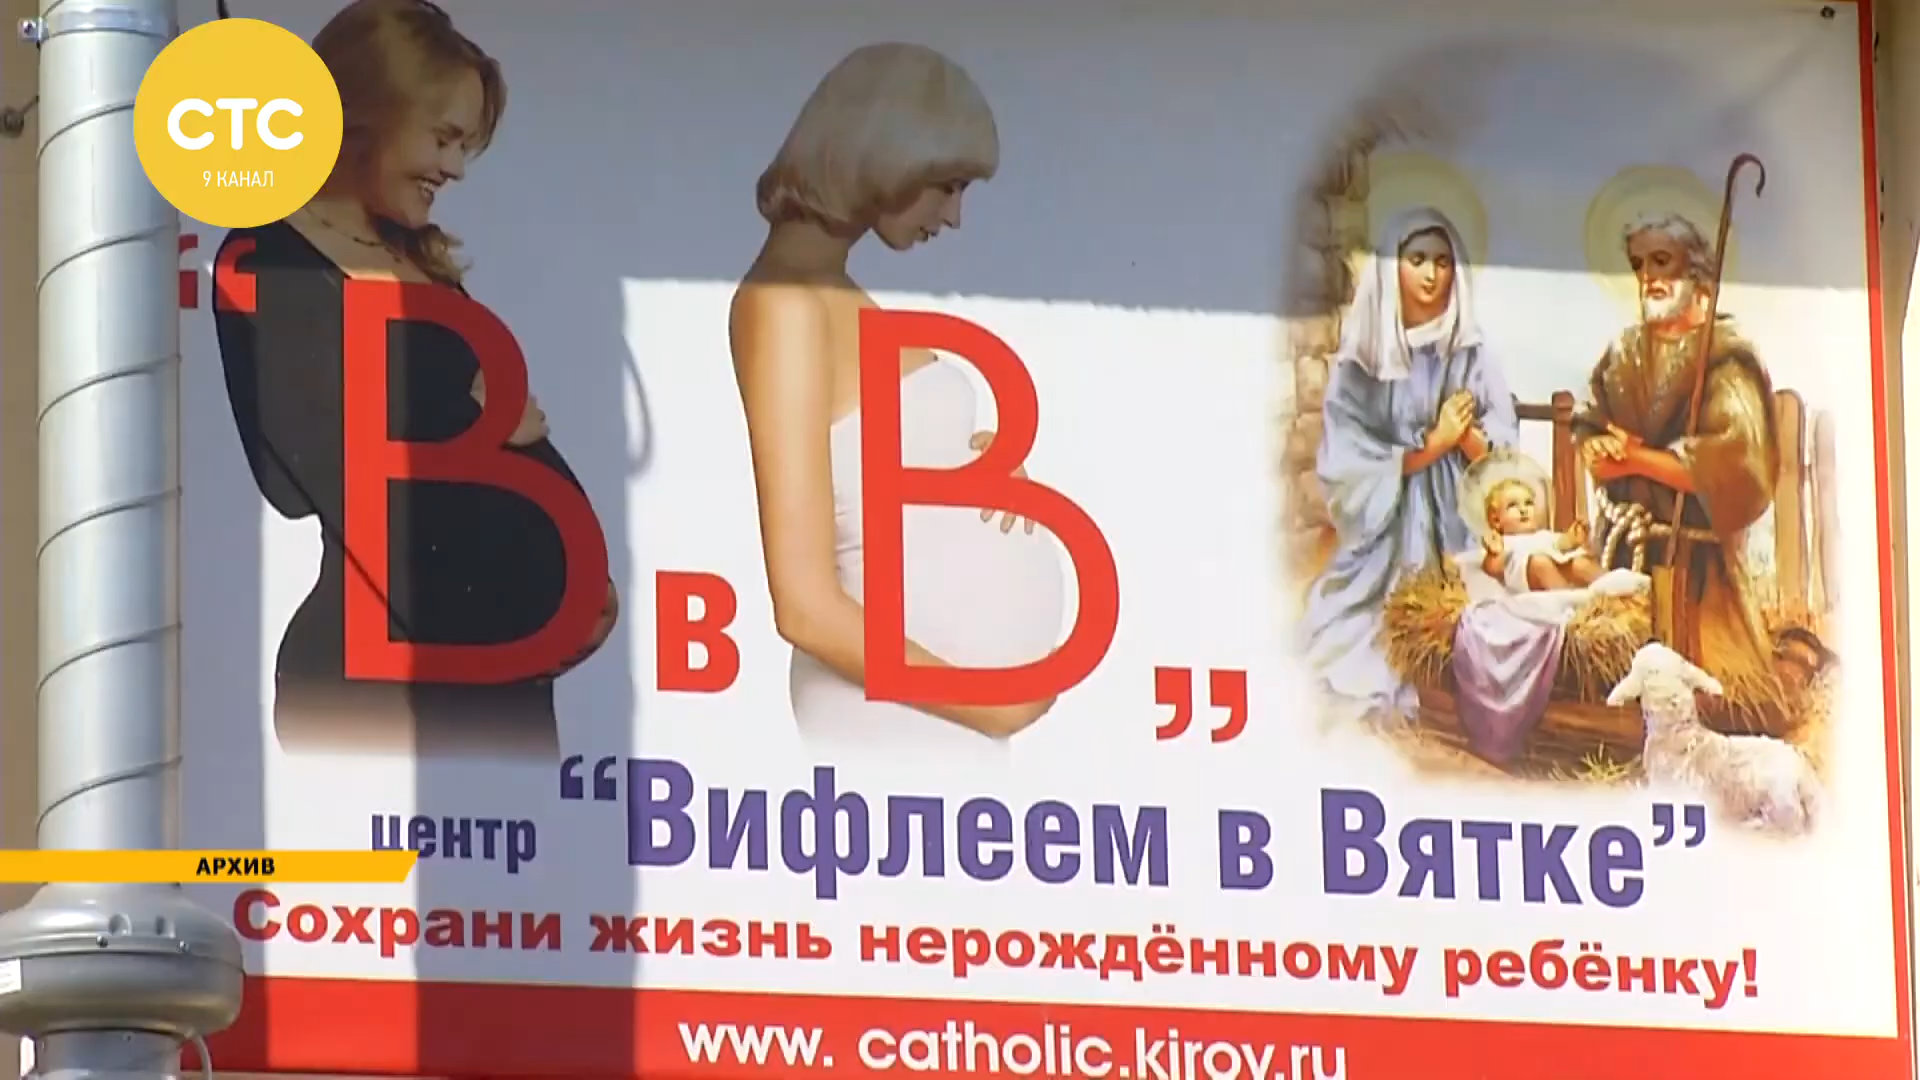 СТС
9 КАНАЛ
“В в В”
центр “Вифлеем в Вятке”
АРХИВ
Сохрани жизнь нерождённому ребёнку!
www. catholic.kirov.ru